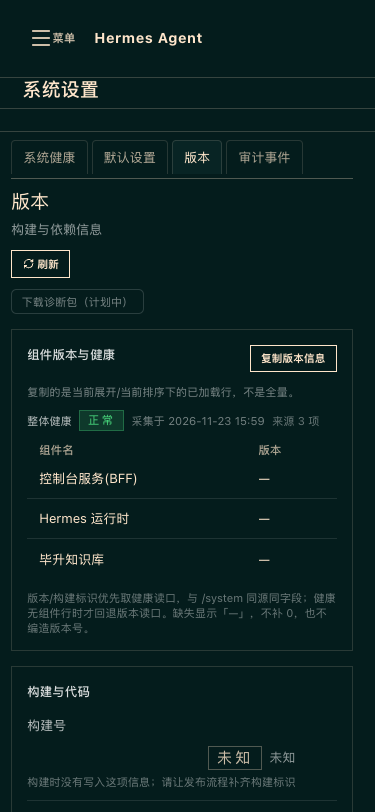 菜单 Hermes Agent
系统设置
系统健康 默认设置 版本 审计事件
版本
构建与依赖信息
刷新
下载诊断包（计划中）
组件版本与健康 复制版本信息
复制的是当前展开/当前排序下的已加载行，不是全量。
整体健康 正常 采集于 2026-11-23 15:59 来源 3 项
组件名 版本
控制台服务(BFF) —
Hermes 运行时 —
毕升知识库 —
版本/构建标识优先取健康读口，与 /system 同源同字段；健康
无组件行时才回退版本读口。缺失显示「—」，不补 0，也不
编造版本号。
构建与代码
构建号
未知 未知
构建时没有写入这项信息；请让发布流程补齐构建标识